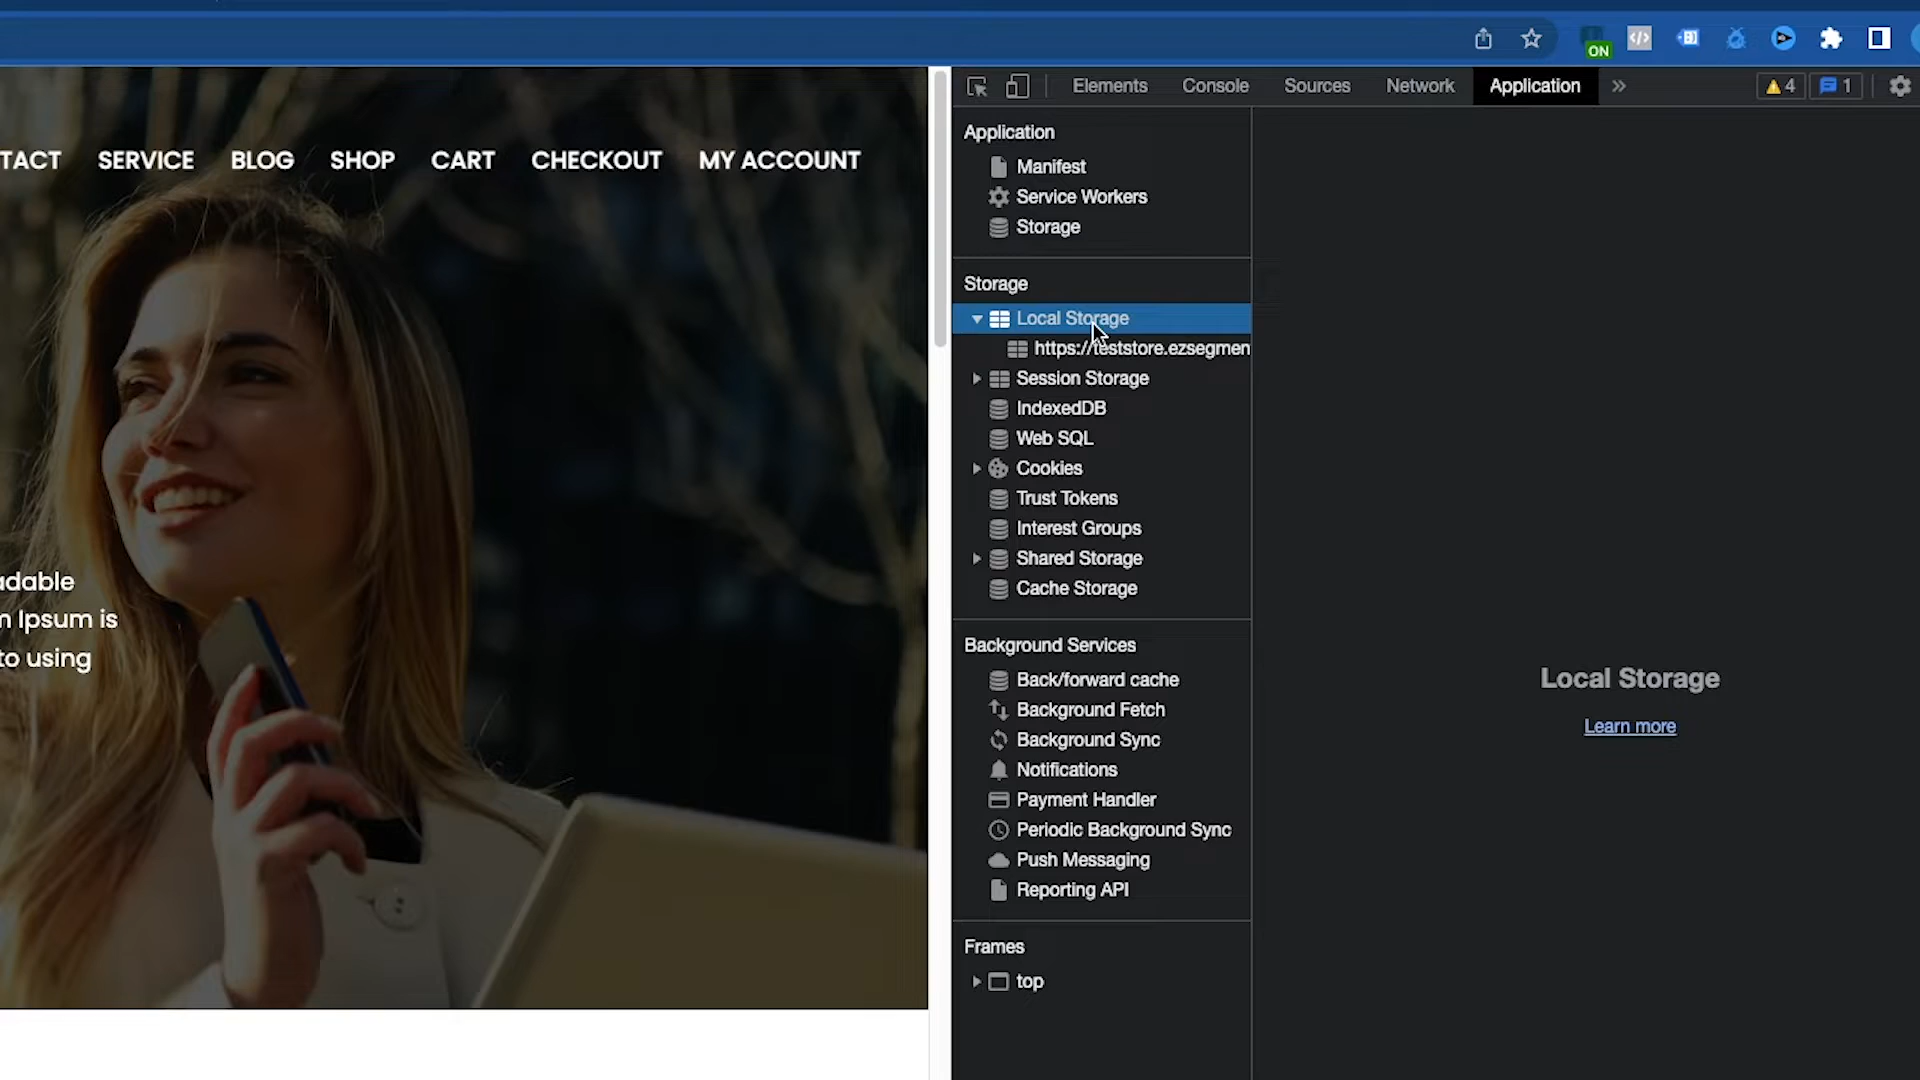 ON
Elements Console Sources Network Application » 4 1
TACT SERVICE BLOG SHOP CART CHECKOUT MY ACCOUNT
adable
m Ipsum is
to using
Application
Manifest
Service Workers
Storage
Storage
Local Storage
https://teststore.ezsegmen
Session Storage
IndexedDB
Web SQL
Cookies
Trust Tokens
Interest Groups
Shared Storage
Cache Storage
Background Services
Back/forward cache
Background Fetch
Background Sync
Notifications
Payment Handler
Periodic Background Sync
Push Messaging
Reporting API
Frames
top
Local Storage
Learn more